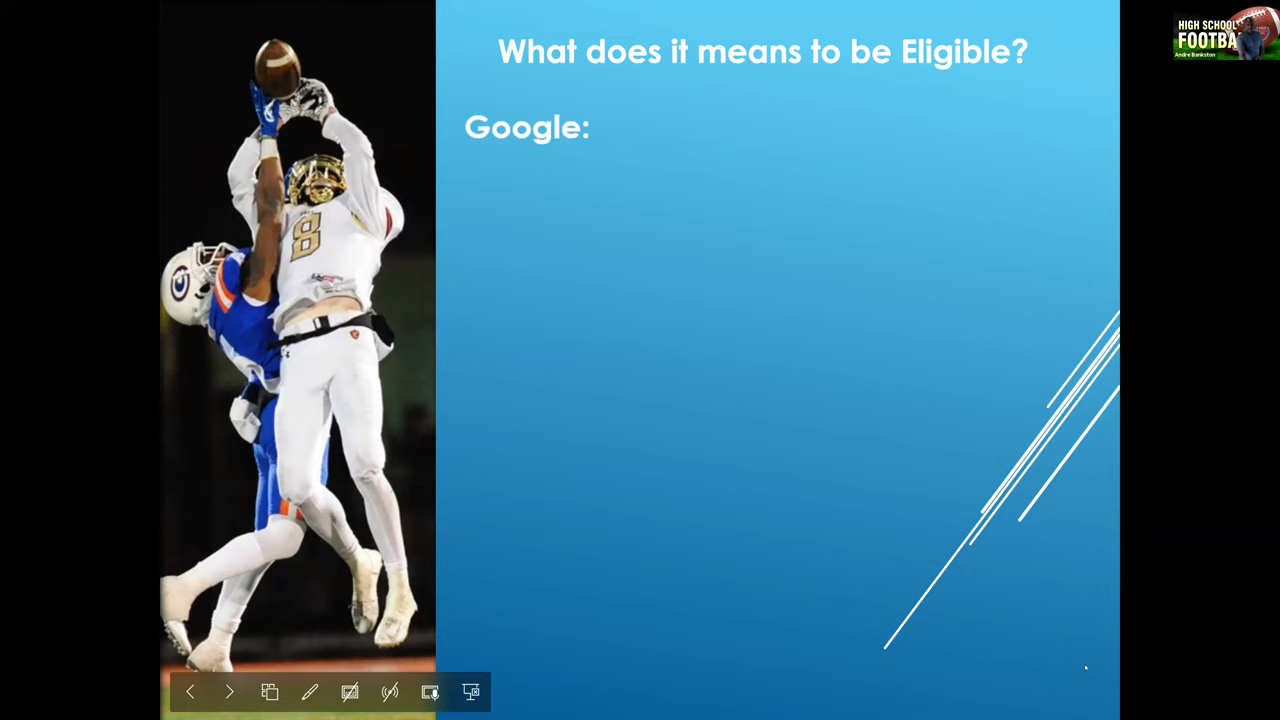 What does it means to be Eligible?
Google:
8
HIGH SCHOOL
FOOTBA
Andre Bankston